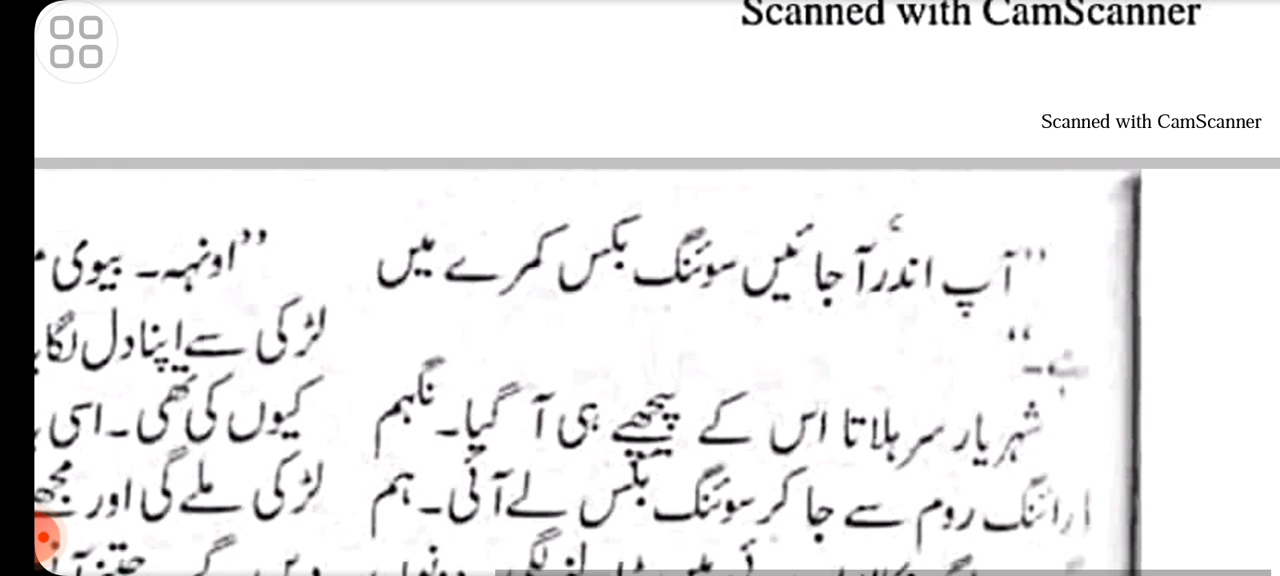 Scanned with CamScanner
Scanned with CamScanner
"آپ اندر آ جائیں سوئنگ بکس کمرے میں
ہے۔"
شہریار سر ہلاتا اس کے پیچھے ہی آ گیا۔ نگہم
رائنگ روم سے جا کر سوئنگ بکس لے آئی۔ ہم
"اونہہ۔ بیوی
لڑکی سے اپنا دل لگا
کیوں کی تھی۔ اسی
لڑکی ملے گی اور مجھ